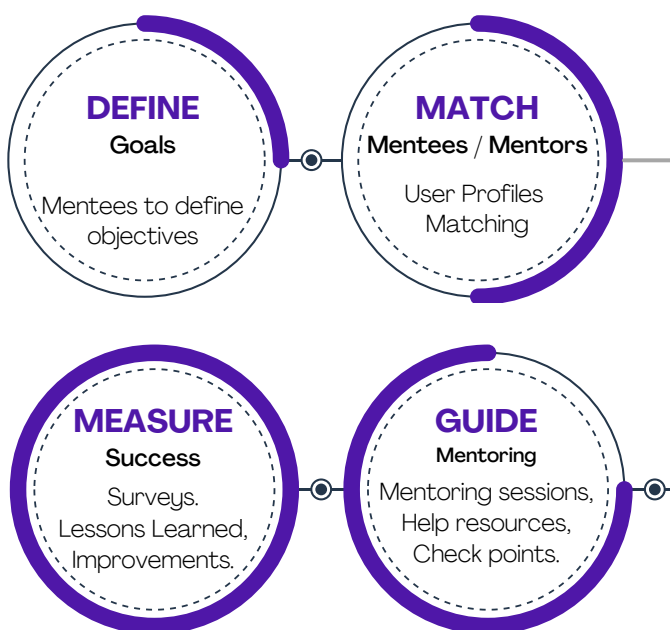 DEFINE
Goals
Mentees to define
objectives
MATCH
Mentees / Mentors
User Profiles
Matching
MEASURE
Success
Surveys.
Lessons Learned,
Improvements.
GUIDE
Mentoring
Mentoring sessions,
Help resources,
Check points.